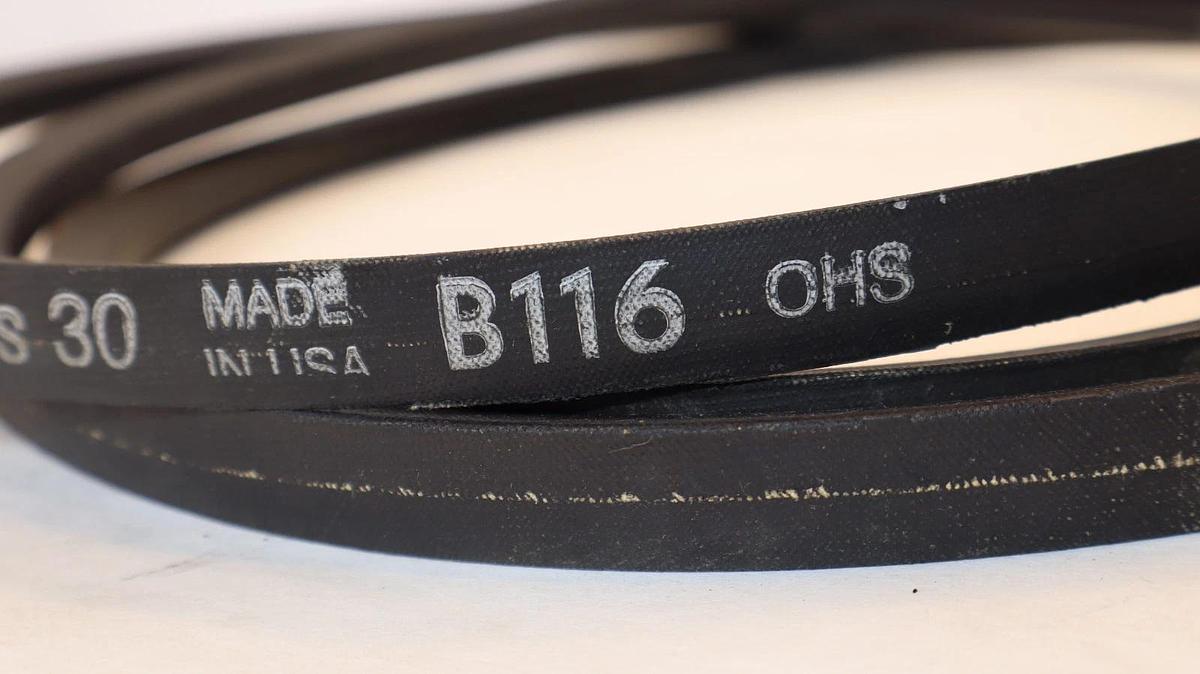 S 30 MADE B116 OHS
IN USA